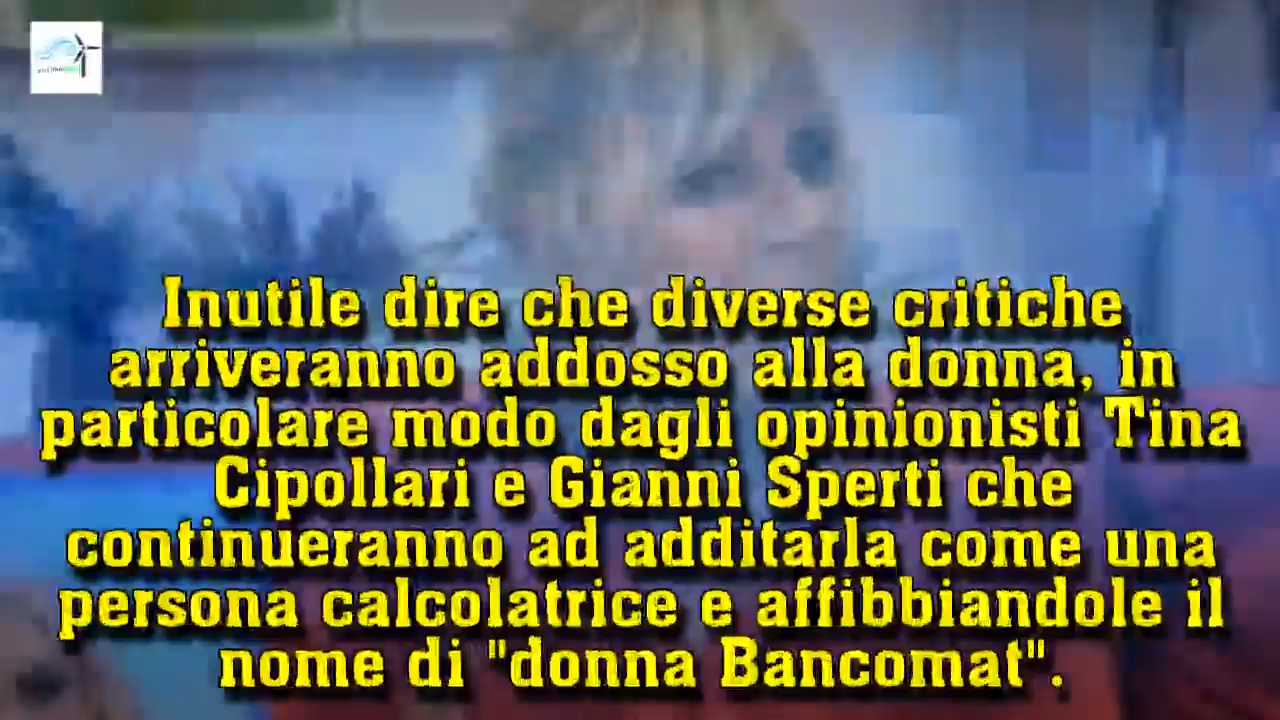 Inutile dire che diverse critiche
arriveranno addosso alla donna, in
particolare modo dagli opinionisti Tina
Cipollari e Gianni Sperti che
continueranno ad additarla come una
persona calcolatrice e affibbiandole il
nome di "donna Bancomat".